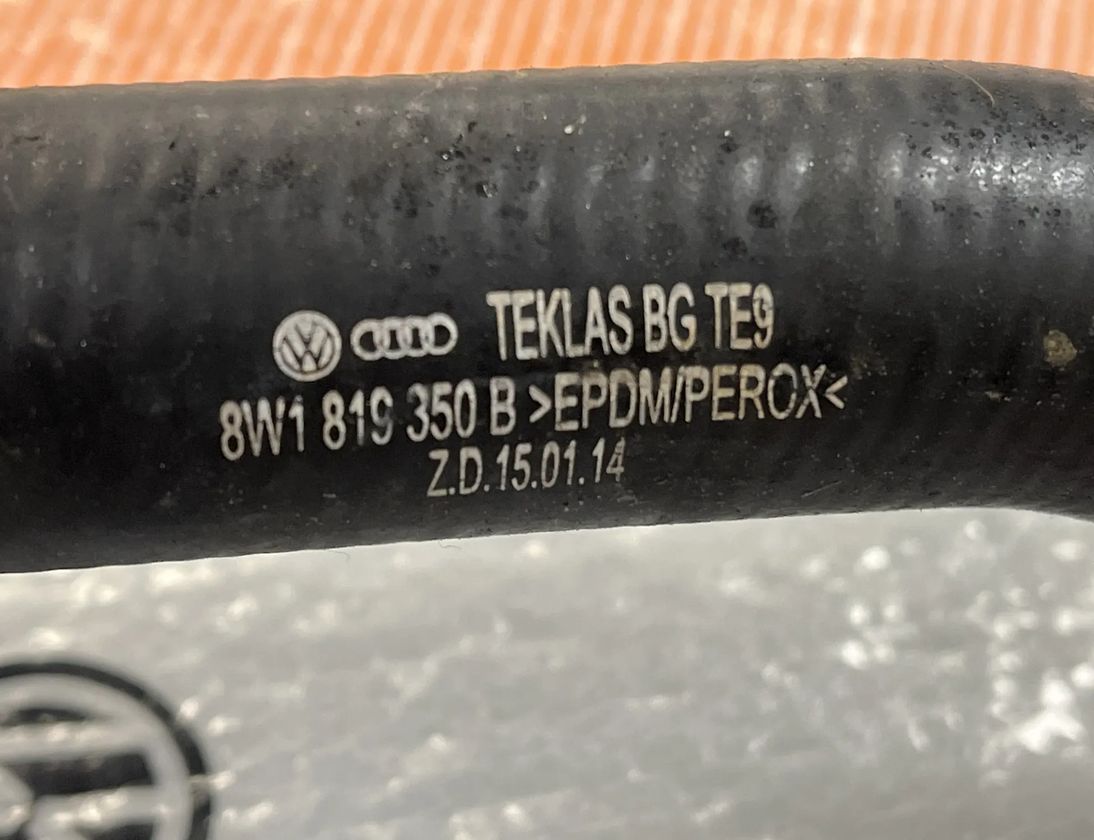 TEKLAS BG TE9
8W1 819 350 B >EPDM/PEROX<
Z.D.15.01.14